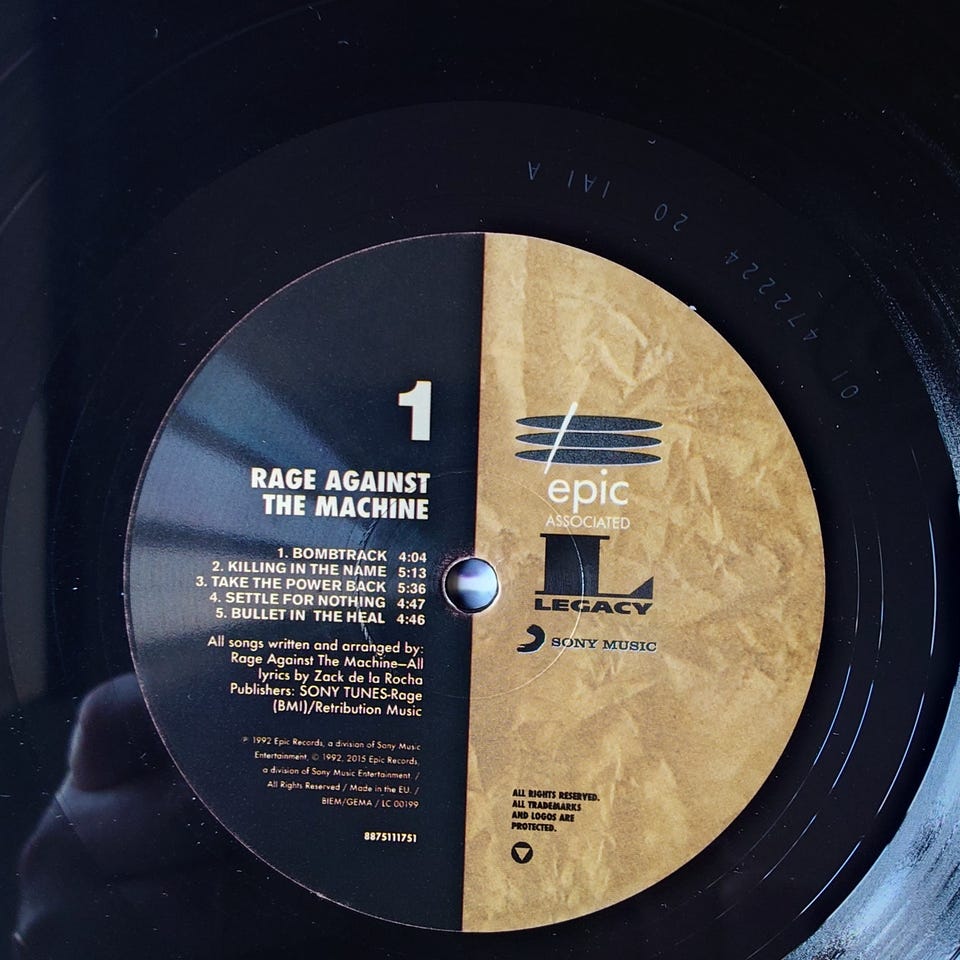 1
RAGE AGAINST
THE MACHINE
1. BOMBTRACK 4:04
2. KILLING IN THE NAME 5:13
3. TAKE THE POWER BACK 5:36
4. SETTLE FOR NOTHING 4:47
5. BULLET IN THE HEAL 4:46
All songs written and arranged by:
Rage Against The Machine—All
lyrics by Zack de la Rocha
Publishers: SONY TUNES-Rage
(BMI)/Retribution Music
℗ 1992 Epic Records, a division of Sony Music
Entertainment, © 1992, 2015 Epic Records,
a division of Sony Music Entertainment. /
All Rights Reserved / Made in the EU. /
BIEM/GEMA / LC 00199
8875111751
epic
ASSOCIATED
L
LEGACY
SONY MUSIC
ALL RIGHTS RESERVED.
ALL TRADEMARKS
AND LOGOS ARE
PROTECTED.
01 472224 20 1A1 A